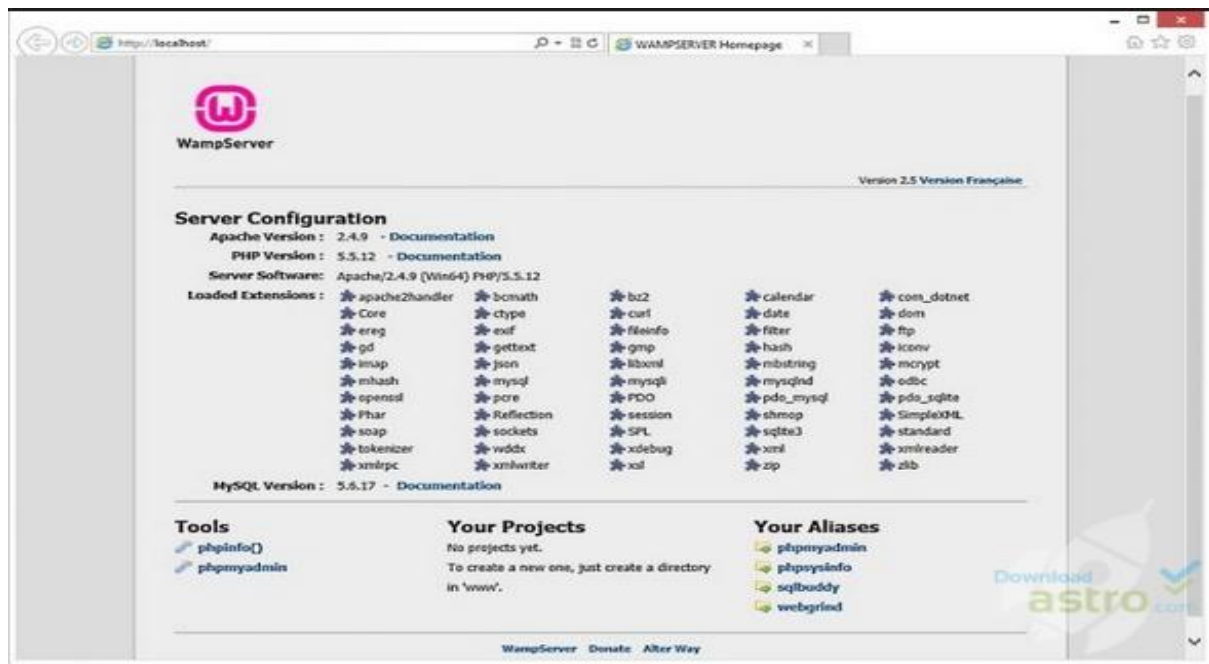 http://localhost/
WAMPSERVER Homepage
WampServer
Version 2.5 Version Française
Server Configuration
Apache Version : 2.4.9 - Documentation
PHP Version : 5.5.12 - Documentation
Server Software: Apache/2.4.9 (Win64) PHP/5.5.12
Loaded Extensions : apache2handler bcmath bz2 calendar com_dotnet
Core ctype curl date dom
ereg exif fileinfo filter ftp
gd gettext gmp hash iconv
imap json libxml mbstring mcrypt
mhash mysql mysqli mysqlnd odbc
openssl pcre PDO pdo_mysql pdo_sqlite
Phar Reflection session shmop SimpleXML
soap sockets SPL sqlite3 standard
tokenizer wddx xdebug xml xmlreader
xmlrpc xmlwriter xsl zip zlib
MySQL Version : 5.6.17 - Documentation
Tools
phpinfo()
phpmyadmin
Your Projects
No projects yet.
To create a new one, just create a directory
in 'www'.
Your Aliases
phpmyadmin
phpsysinfo
sqlbuddy
webgrind
Download
astro.com
WampServer Donate Alter Way